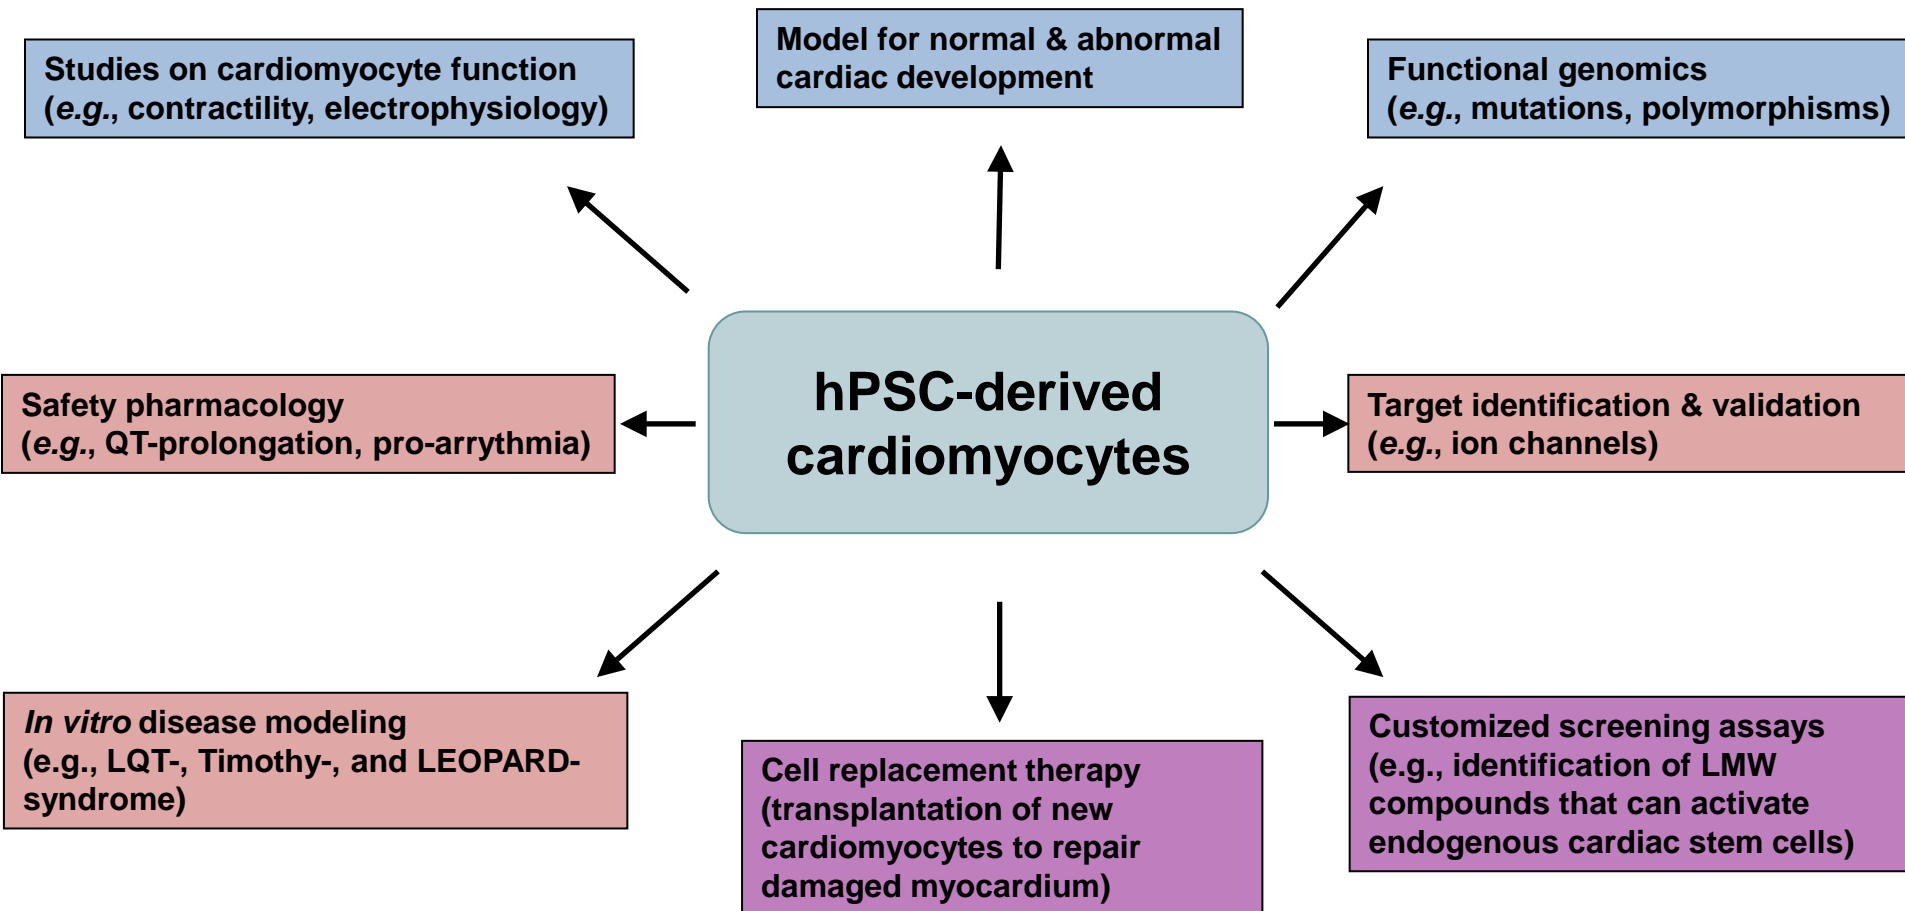 Studies on cardiomyocyte function
(e.g., contractility, electrophysiology)
Model for normal & abnormal
cardiac development
Functional genomics
(e.g., mutations, polymorphisms)
Safety pharmacology
(e.g., QT-prolongation, pro-arrythmia)
hPSC-derived
cardiomyocytes
Target identification & validation
(e.g., ion channels)
In vitro disease modeling
(e.g., LQT-, Timothy-, and LEOPARD-
syndrome)
Cell replacement therapy
(transplantation of new
cardiomyocytes to repair
damaged myocardium)
Customized screening assays
(e.g., identification of LMW
compounds that can activate
endogenous cardiac stem cells)